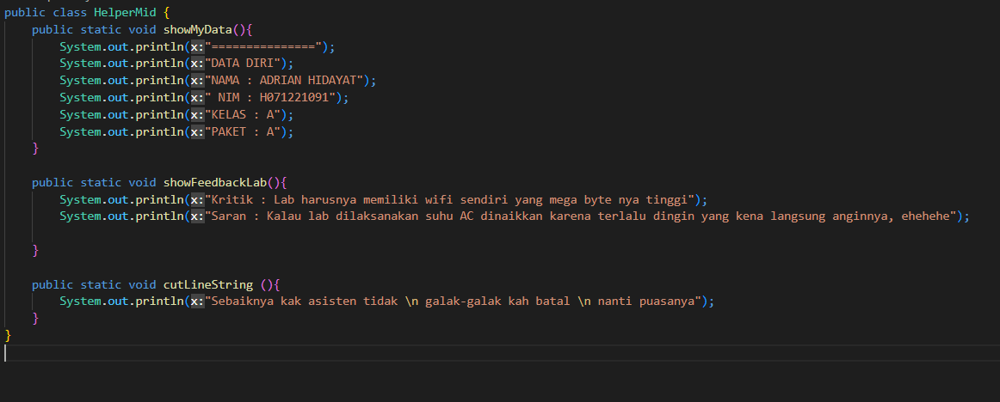 public class HelperMid {
public static void showMyData(){
System.out.println(x:"===============");
System.out.println(x:"DATA DIRI");
System.out.println(x:"NAMA : ADRIAN HIDAYAT");
System.out.println(x:" NIM : H071221091");
System.out.println(x:"KELAS : A");
System.out.println(x:"PAKET : A");
}
public static void showFeedbackLab(){
System.out.println(x:"Kritik : Lab harusnya memiliki wifi sendiri yang mega byte nya tinggi");
System.out.println(x:"Saran : Kalau lab dilaksanakan suhu AC dinaikkan karena terlalu dingin yang kena langsung anginnya, ehehehe");
}
public static void cutLineString (){
System.out.println(x:"Sebaiknya kak asisten tidak \n galak-galak kah batal \n nanti puasanya");
}
}